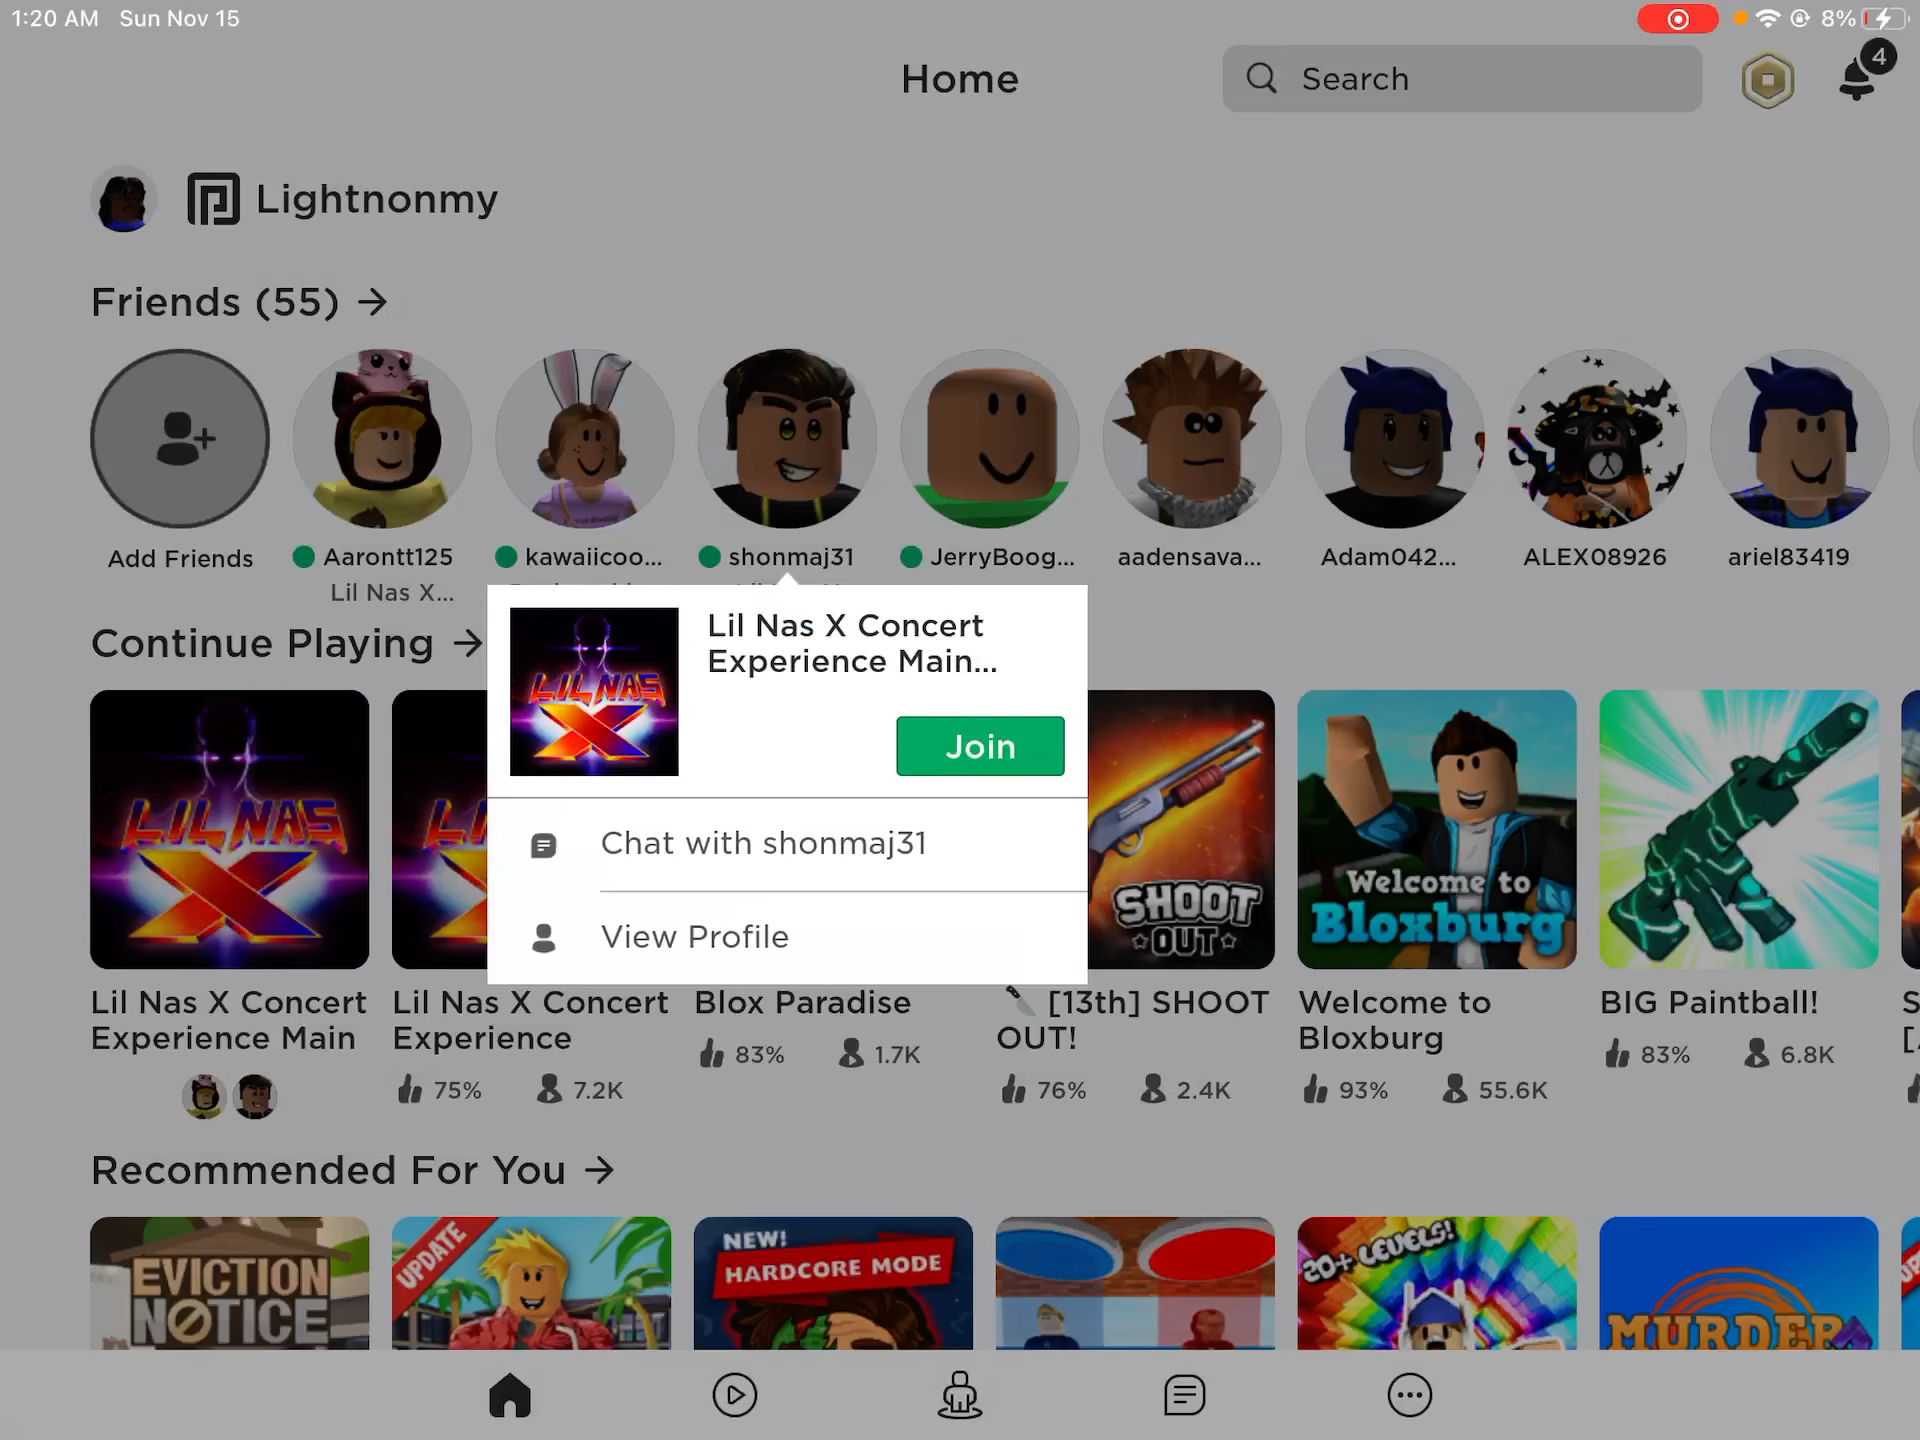 1:20 AM Sun Nov 15
8%
Home
Search
4
Lightnonmy
Friends (55) →
Add Friends
Aarontt125
kawaiicoo...
shonmaj31
JerryBoog...
aadensava...
Adam042...
ALEX08926
ariel83419
Lil Nas X...
Continue Playing →
Lil Nas X Concert
Experience Main...
Join
Chat with shonmaj31
View Profile
LIL NAS
X
LIL NAS
X
SHOOT
OUT
Welcome to
Bloxburg
Lil Nas X Concert
Experience Main
Lil Nas X Concert
Experience
75%
7.2K
Blox Paradise
83%
1.7K
[13th] SHOOT
OUT!
76%
2.4K
Welcome to
Bloxburg
93%
55.6K
BIG Paintball!
83%
6.8K
Recommended For You →
EVICTION
NOTICE
UPDATE
NEW!
HARDCORE MODE
20+ LEVELS!
MURDER